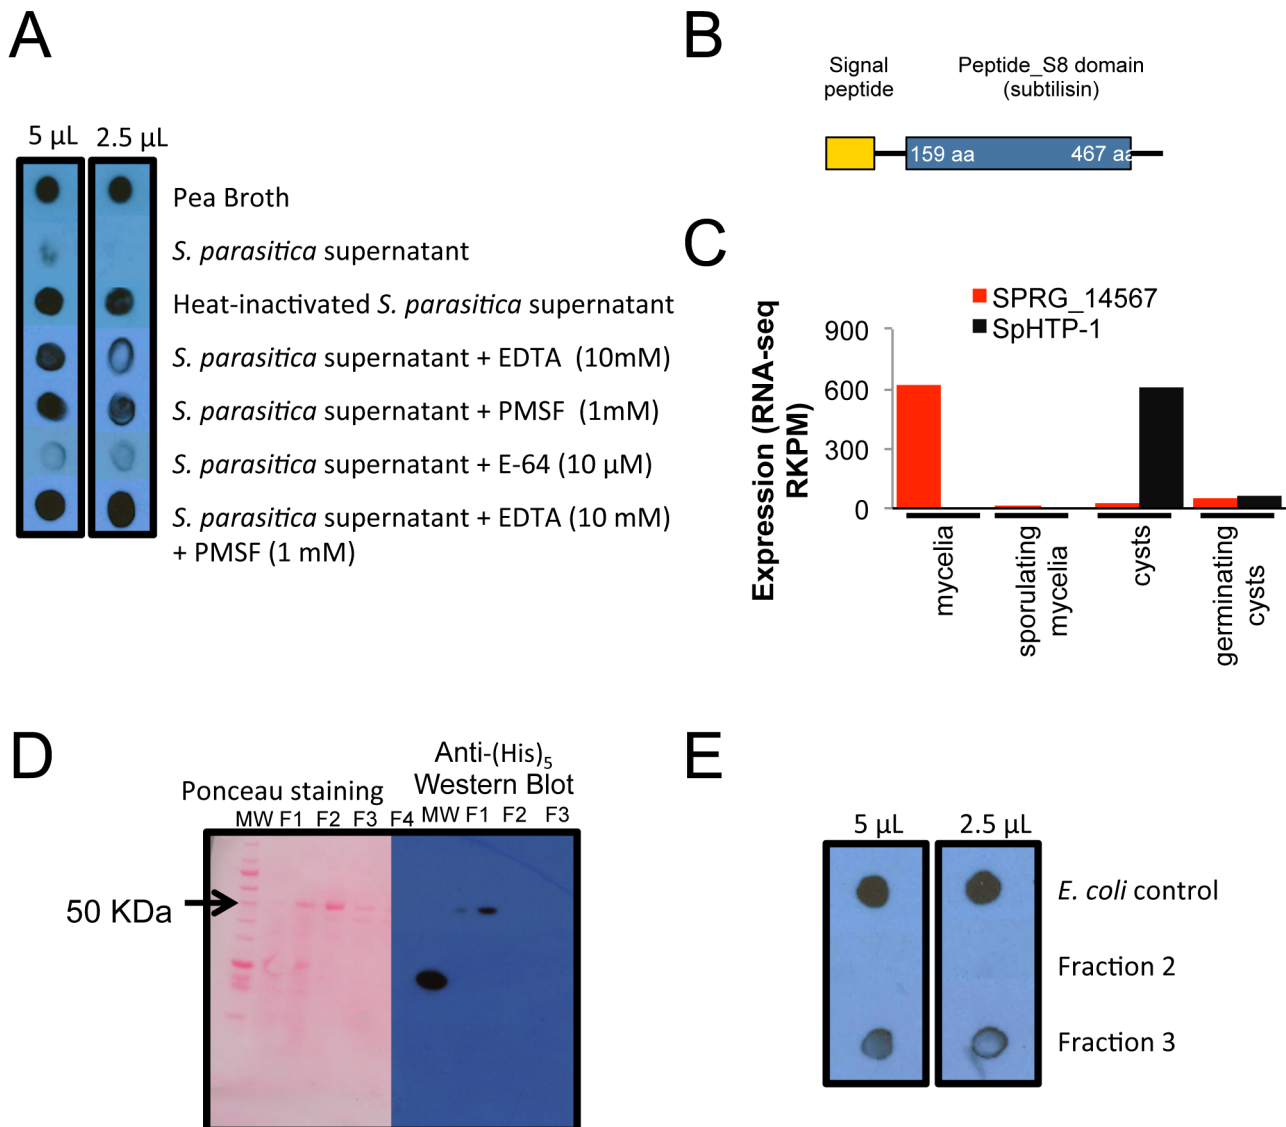 A
5 µL 2.5 µL
Pea Broth
S. parasitica supernatant
Heat-inactivated S. parasitica supernatant
S. parasitica supernatant + EDTA (10mM)
S. parasitica supernatant + PMSF (1mM)
S. parasitica supernatant + E-64 (10 µM)
S. parasitica supernatant + EDTA (10 mM)
+ PMSF (1 mM)
B
Signal
peptide
Peptide_S8 domain
(subtilisin)
159 aa 467 aa
C
SPRG_14567
SpHTP-1
Expression (RNA-seq
RKPM)
900
600
300
0
mycelia
sporulating
mycelia
cysts
germinating
cysts
D
Ponceau staining
Anti-(His)5
Western Blot
MW F1 F2 F3 F4 MW F1 F2 F3
50 KDa
E
5 µL 2.5 µL
E. coli control
Fraction 2
Fraction 3